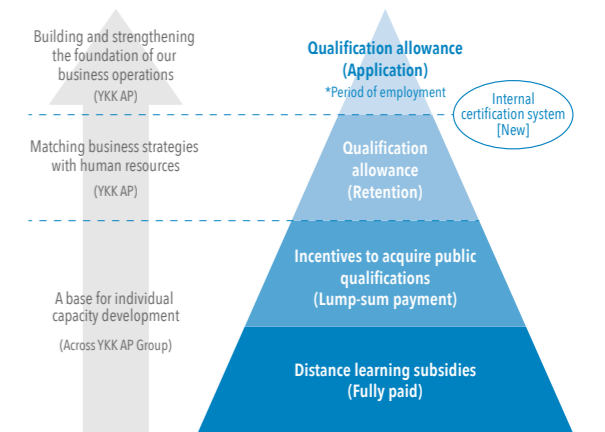 Building and strengthening
the foundation of our
business operations
(YKK AP)
Qualification allowance
(Application)
*Period of employment
Internal
certification system
[New]
Matching business strategies
with human resources
(YKK AP)
Qualification
allowance
(Retention)
Incentives to acquire public
qualifications
(Lump-sum payment)
A base for individual
capacity development
(Across YKK AP Group)
Distance learning subsidies
(Fully paid)